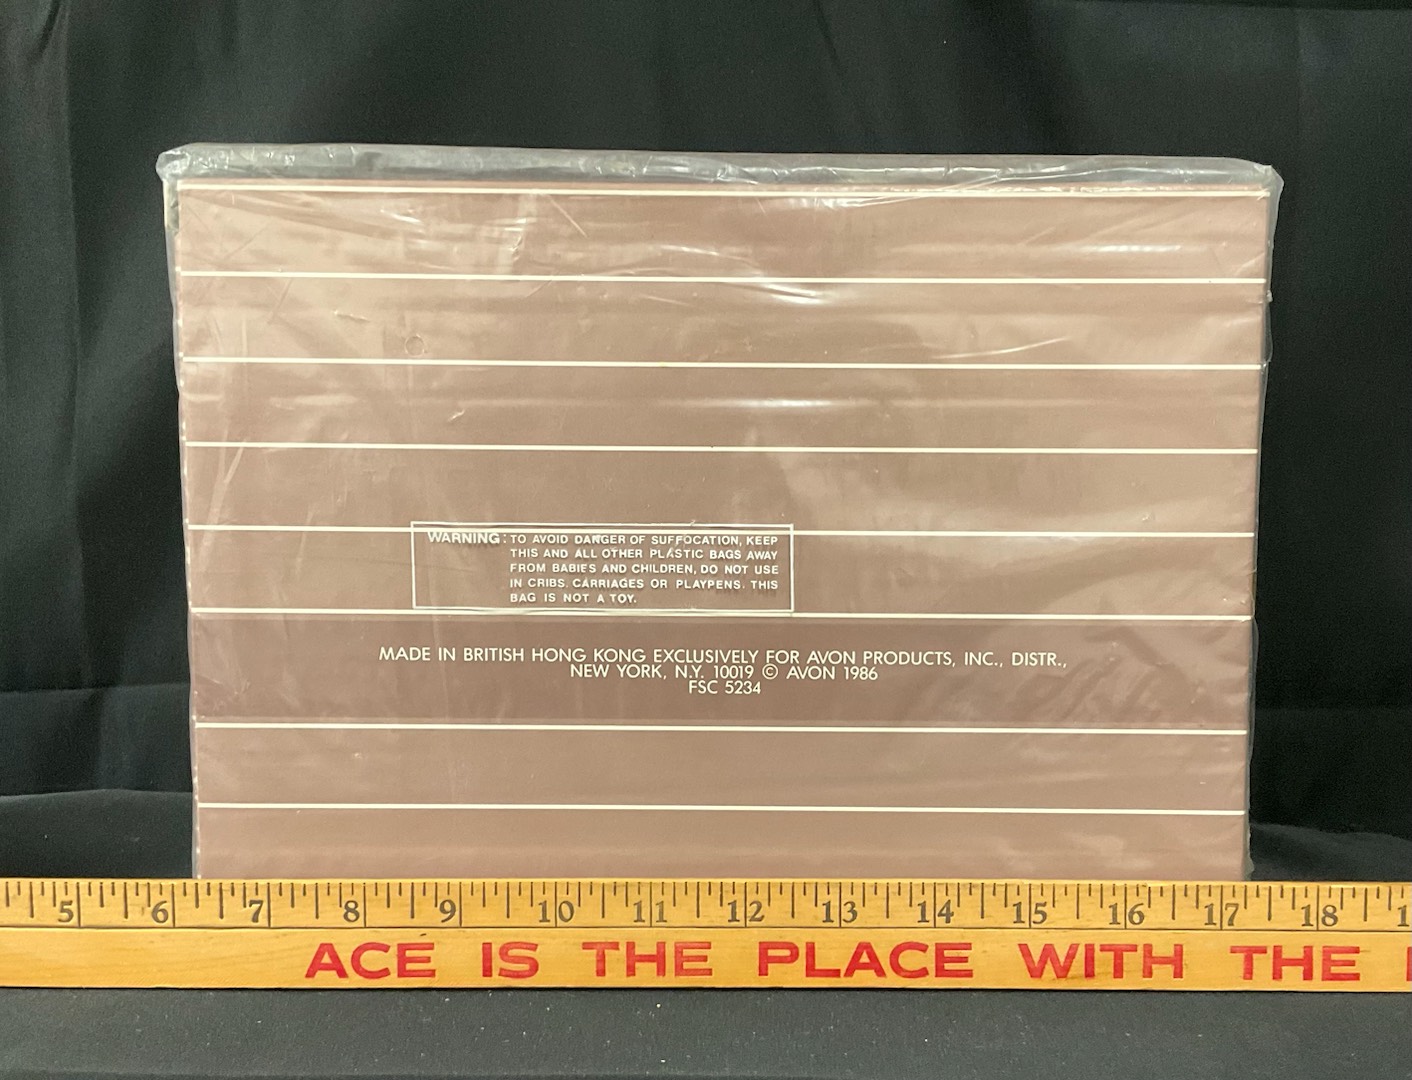 WARNING: TO AVOID DANGER OF SUFFOCATION, KEEP
THIS AND ALL OTHER PLASTIC BAGS AWAY
FROM BABIES AND CHILDREN, DO NOT USE
IN CRIBS. CARRIAGES OR PLAYPENS. THIS
BAG IS NOT A TOY.
MADE IN BRITISH HONG KONG EXCLUSIVELY FOR AVON PRODUCTS, INC., DISTR.,
NEW YORK, N.Y. 10019 © AVON 1986
FSC 5234
5 6 7 8 9 10 11 12 13 14 15 16 17 18
ACE IS THE PLACE WITH THE